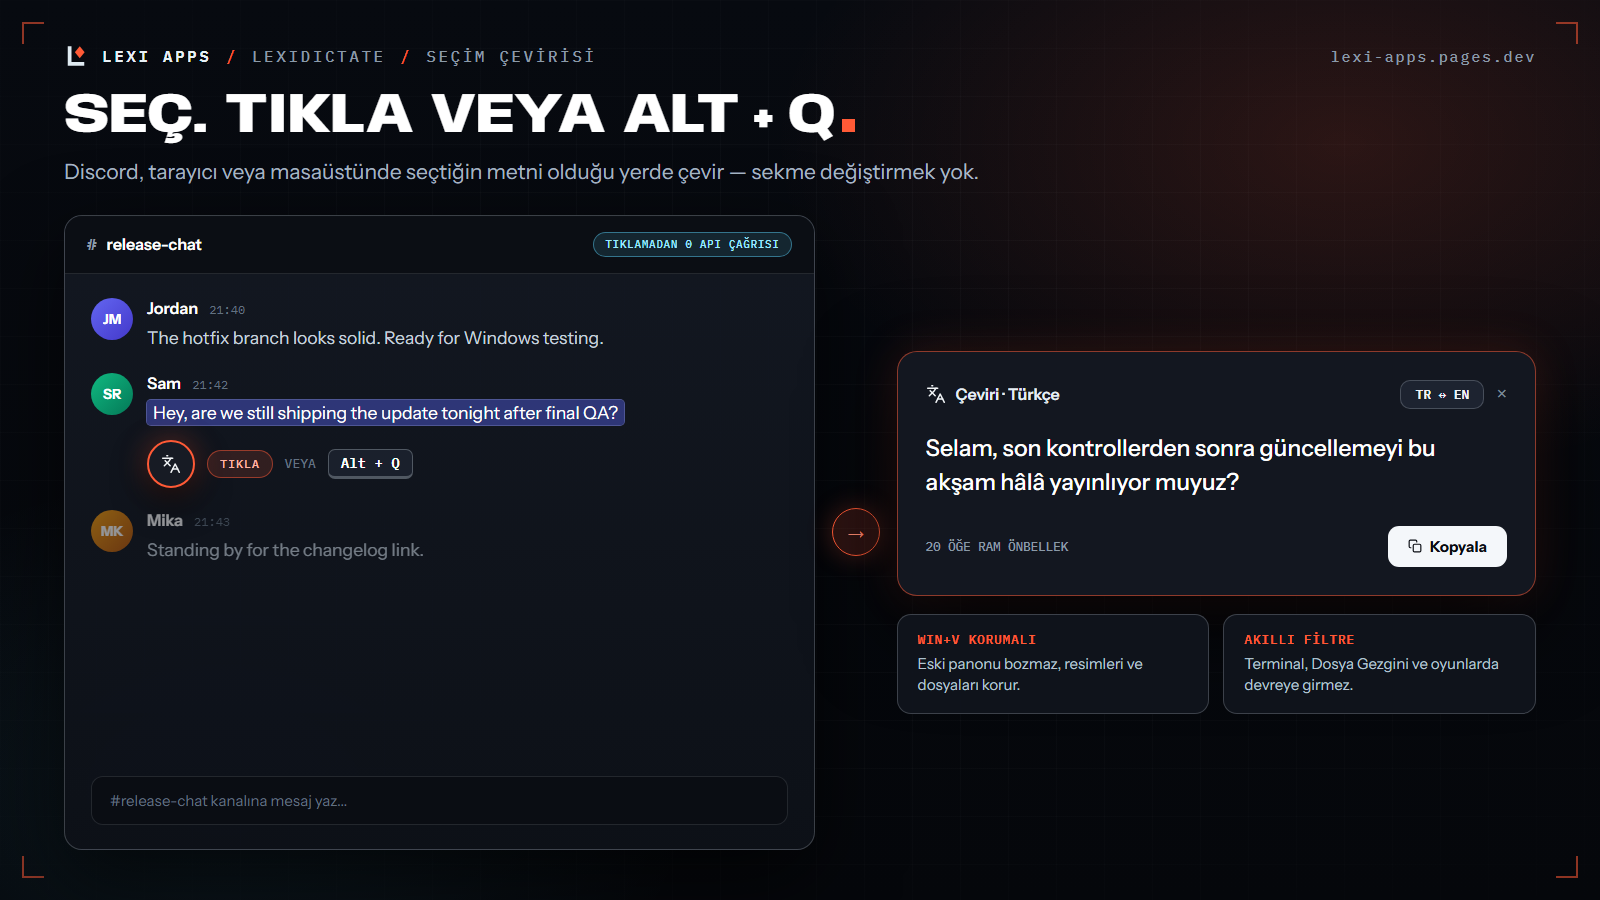 LEXI APPS / LEXIDICTATE / SEÇİM ÇEVİRİSİ
lexi-apps.pages.dev
SEÇ. TIKLA VEYA ALT + Q.
Discord, tarayıcı veya masaüstünde seçtiğin metni olduğu yerde çevir — sekme değiştirmek yok.
# release-chat
TIKLAMADAN 0 API ÇAĞRISI
JM
Jordan 21:40
The hotfix branch looks solid. Ready for Windows testing.
SR
Sam 21:42
Hey, are we still shipping the update tonight after final QA?
TIKLA VEYA Alt + Q
MK
Mika 21:43
Standing by for the changelog link.
#release-chat kanalına mesaj yaz...
→
Çeviri · Türkçe
TR ↔ EN ×
Selam, son kontrollerden sonra güncellemeyi bu
akşam hâlâ yayınlıyor muyuz?
20 ÖĞE RAM ÖNBELLEK
Kopyala
WIN+V KORUMALI
Eski panonu bozmaz, resimleri ve
dosyaları korur.
AKILLI FİLTRE
Terminal, Dosya Gezgini ve oyunlarda
devreye girmez.